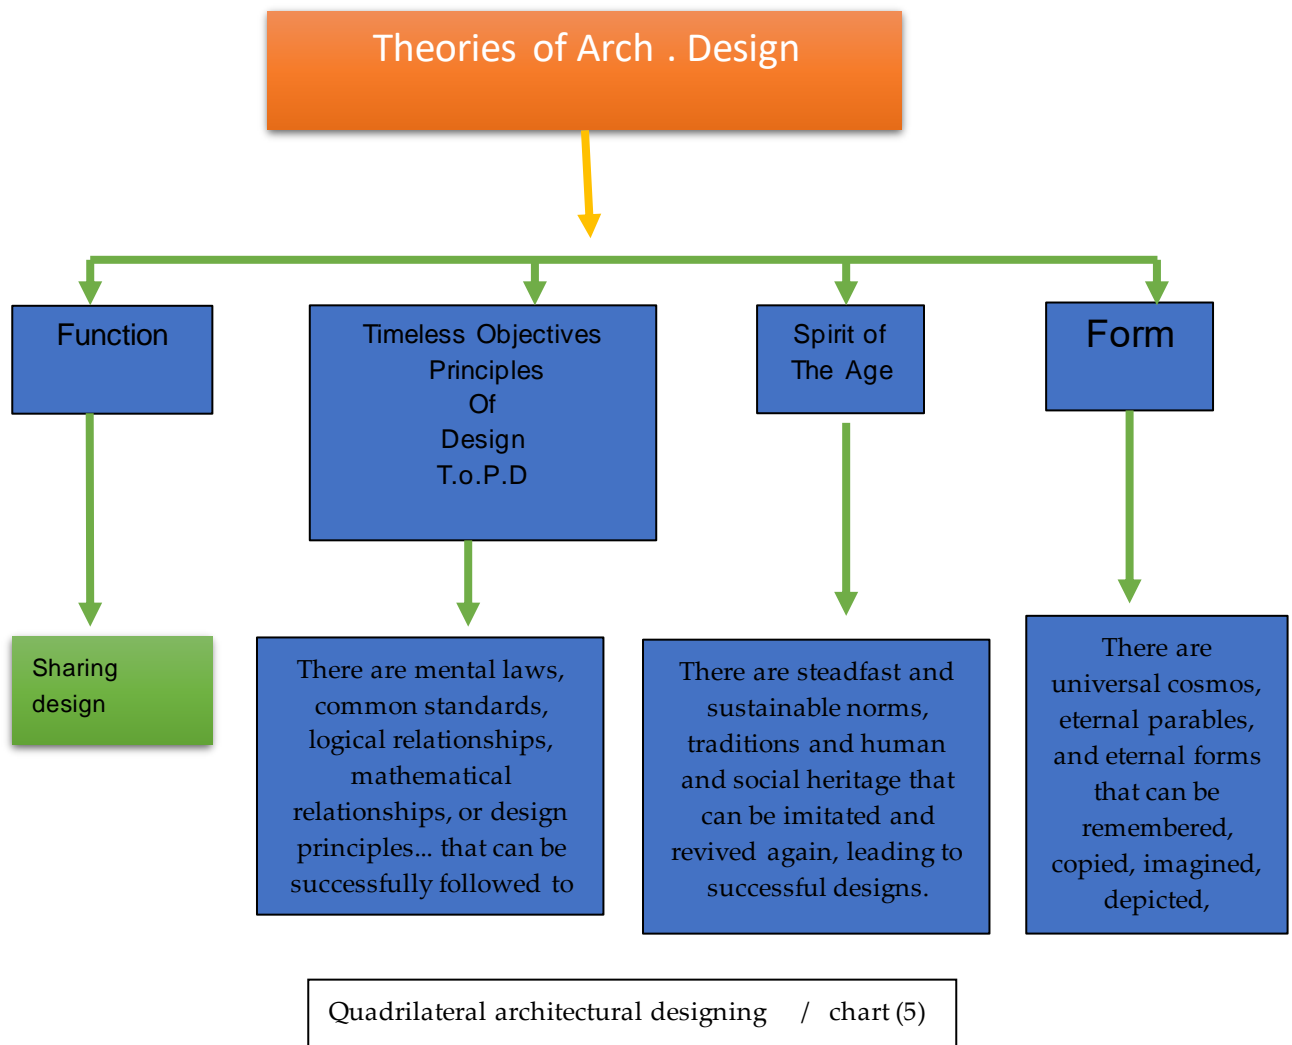 Theories of Arch . Design
Function
Timeless Objectives
Principles
Of
Design
T.o.P.D
Spirit of
The Age
Form
Sharing
design
There are mental laws,
common standards,
logical relationships,
mathematical
relationships, or design
principles... that can be
successfully followed to
There are steadfast and
sustainable norms,
traditions and human
and social heritage that
can be imitated and
revived again, leading to
successful designs.
There are
universal cosmos,
eternal parables,
and eternal forms
that can be
remembered,
copied, imagined,
depicted,
Quadrilateral architectural designing / chart (5)